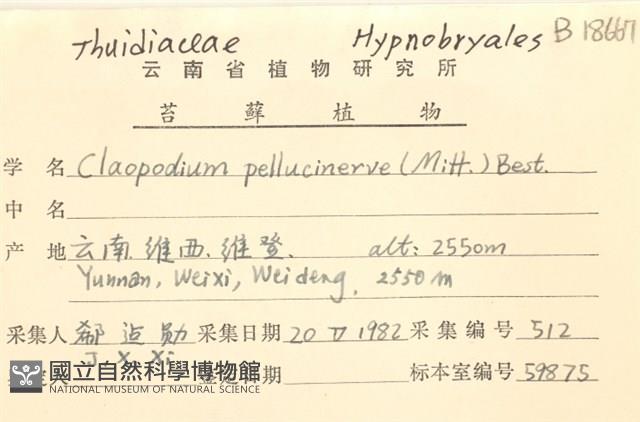 Thuidiaceae Hypnobryales B 18667
云南省植物研究所
苔藓植物
学名 Claopodium pellucinerve (Mitt.) Best.
中名
产地 云南.维西.维登. alt: 2550m
Yunnan, Weixi, Weideng, 2550 m
采集人 郗 勋 采集日期 20 1982 采集编号 512
J X Xi
日期 标本室编号 59875
國立自然科學博物館
NATIONAL MUSEUM OF NATURAL SCIENCE